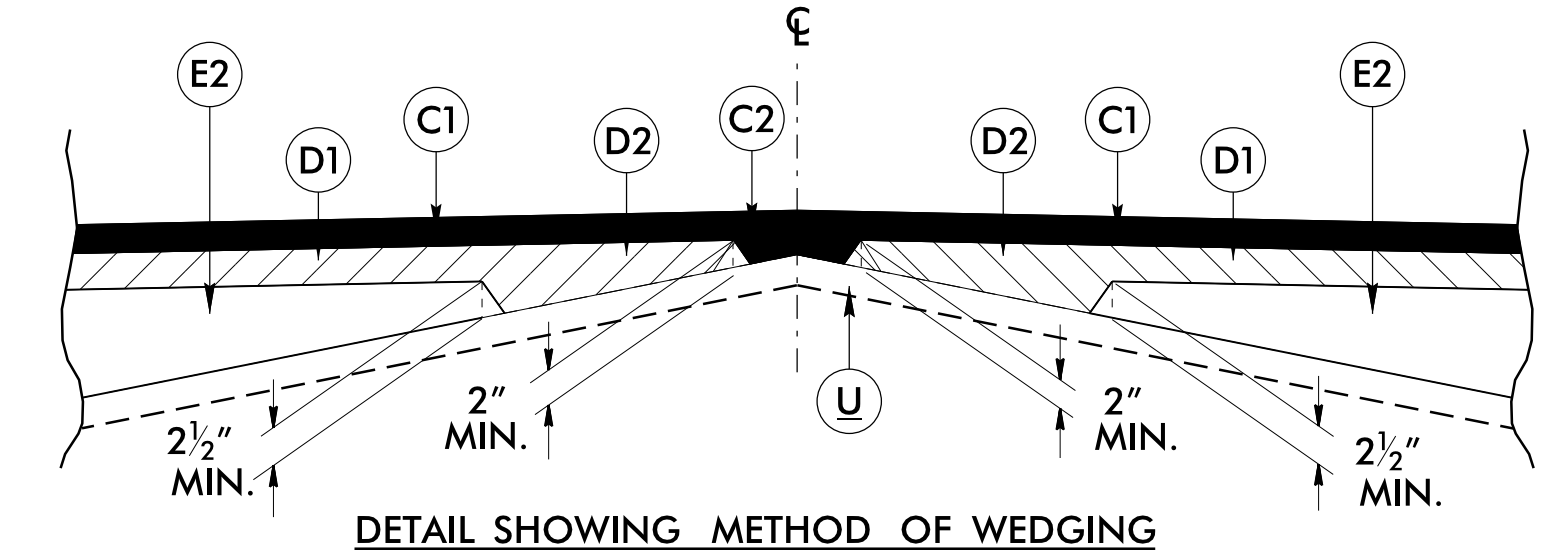 ℄
E2
D1
C1
D2
C2
D2
C1
D1
E2
U
2½" MIN.
2" MIN.
2" MIN.
2½" MIN.
DETAIL SHOWING METHOD OF WEDGING